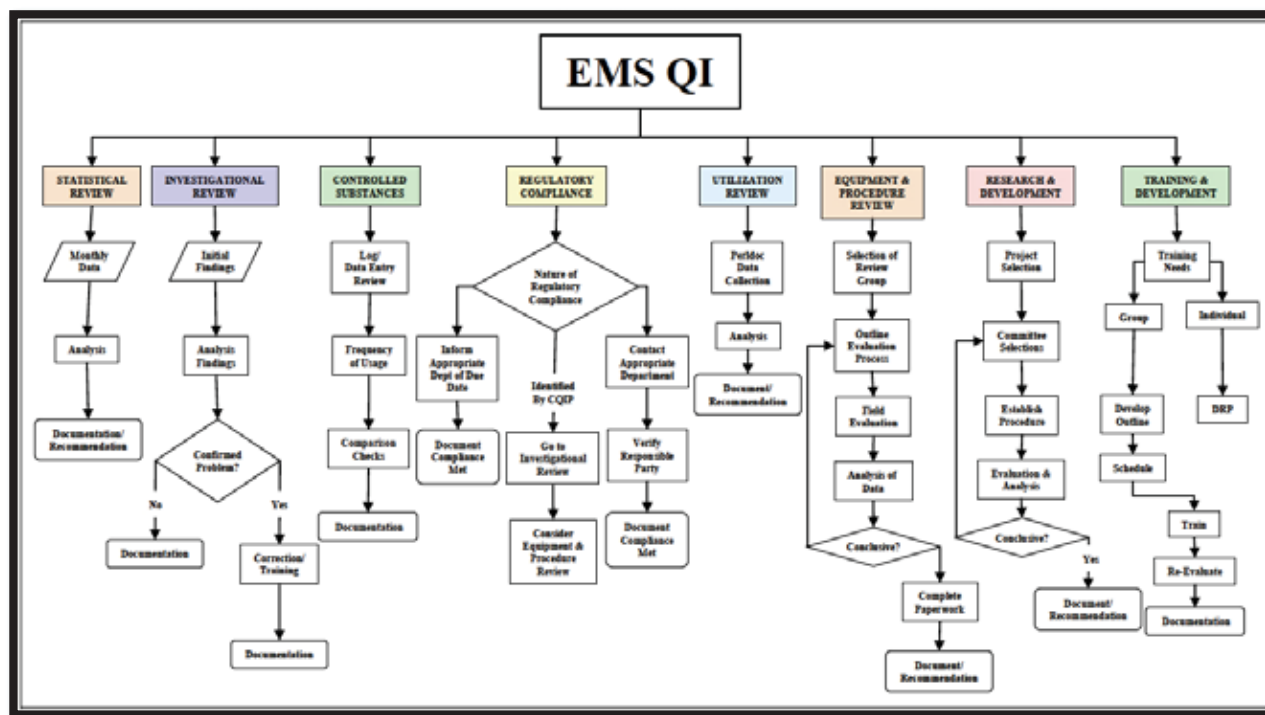 EMS QI
STATISTICAL
REVIEW
INVESTIGATIONAL
REVIEW
CONTROLLED
SUBSTANCES
REGULATORY
COMPLIANCE
UTILIZATION
REVIEW
EQUIPMENT &
PROCEDURE
REVIEW
RESEARCH &
DEVELOPMENT
TRAINING &
DEVELOPMENT
Monthly
Data
Analysis
Documentation/
Recommendation
Initial
Findings
Analysis
Findings
Confirmed
Problem?
No
Yes
Documentation
Correction/
Training
Documentation
Log/
Data Entry
Review
Frequency
of Usage
Comparison
Checks
Documentation
Nature of
Regulatory
Compliance
Inform
Appropriate
Dept of Due
Date
Document
Compliance
Met
Identified
By CQIP
Go to
Investigational
Review
Consider
Equipment &
Procedure
Review
Contact
Appropriate
Department
Verify
Responsible
Party
Document
Compliance
Met
Data
Collection
Analysis
Document/
Recommendation
Selection of
Review
Group
Outline
Evaluation
Process
Field
Evaluation
Analysis of
Data
Conclusive?
Complete
Paperwork
Document/
Recommendation
Project
Selection
Committee
Selections
Establish
Procedure
Evaluation &
Analysis
Conclusive?
Yes
Document/
Recommendation
Training
Needs
Group
Individual
Develop
Outline
DRP
Schedule
Train
Re-Evaluate
Documentation